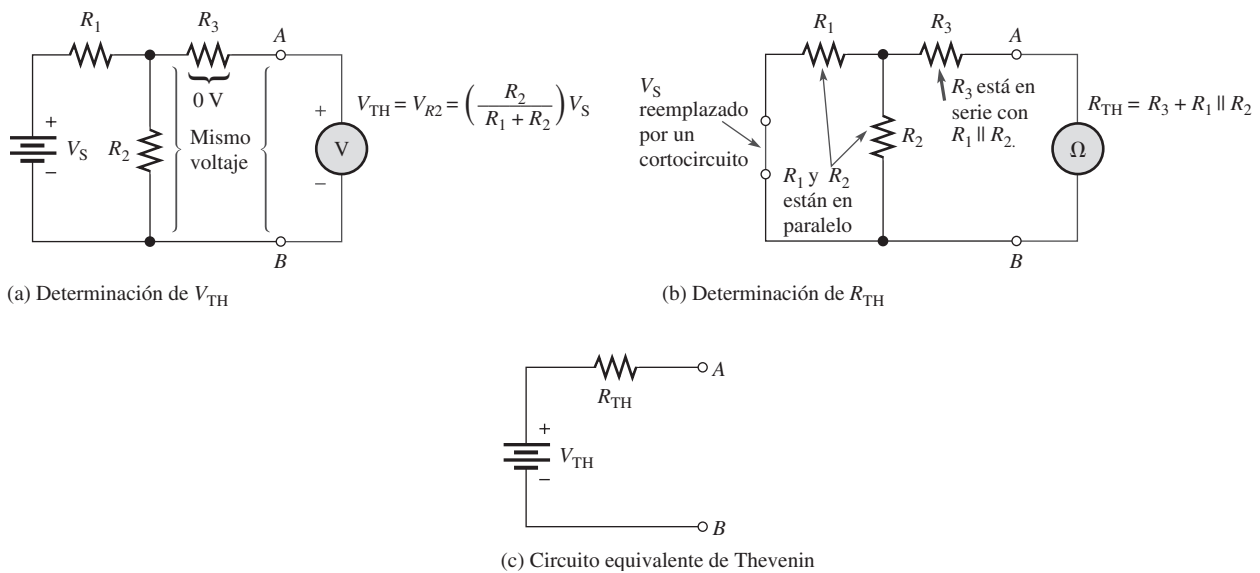 R1
R3
A
0 V
+
VS
−
R2
Mismo
voltaje
+
V
−
B
VTH = VR2 = (R2 / R1 + R2) VS
(a) Determinación de VTH
R1
R3
A
VS
reemplazado
por un
cortocircuito
R3 está en
serie con
R1 || R2.
R2
R1 y R2
están en
paralelo
Ω
RTH = R3 + R1 || R2
B
(b) Determinación de RTH
A
RTH
+
VTH
−
B
(c) Circuito equivalente de Thevenin